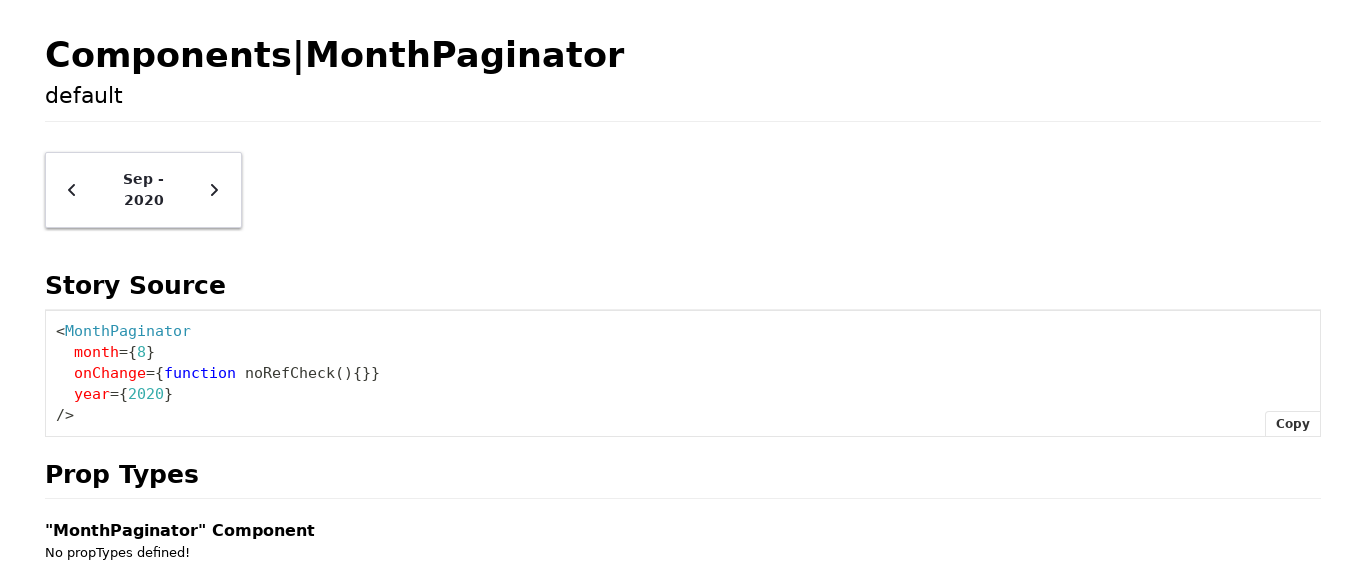 Components|MonthPaginator
default
Sep -
2020
Story Source
<MonthPaginator
  month={8}
  onChange={function noRefCheck(){}}
  year={2020}
/>
Copy
Prop Types
"MonthPaginator" Component
No propTypes defined!